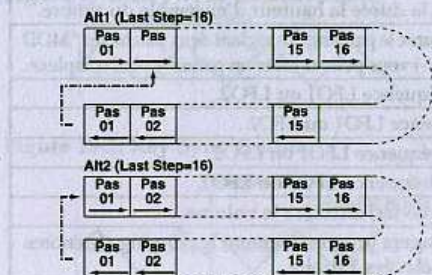 Alt1 (Last Step=16)
Pas Pas Pas Pas
01 15 16
Pas Pas Pas
01 02 15
Alt2 (Last Step=16)
Pas Pas Pas Pas
01 02 15 16
Pas Pas Pas Pas
01 02 15 16